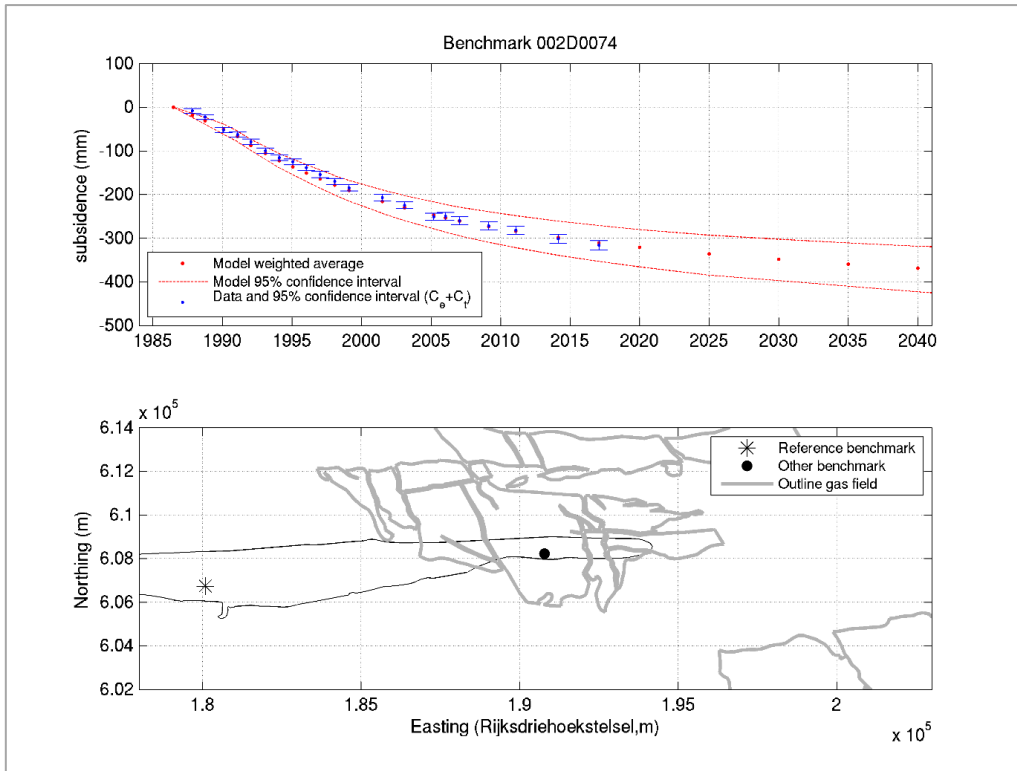 Benchmark 002D0074
subsidence (mm)
100
0
-100
-200
-300
-400
-500
Model weighted average
Model 95% confidence interval
Data and 95% confidence interval (C_e+C_t)
1985 1990 1995 2000 2005 2010 2015 2020 2025 2030 2035 2040
x 10^5
Northing (m)
6.14
6.12
6.1
6.08
6.06
6.04
6.02
Reference benchmark
Other benchmark
Outline gas field
1.8 1.85 1.9 1.95 2
Easting (Rijksdriehoekstelsel,m)
x 10^5